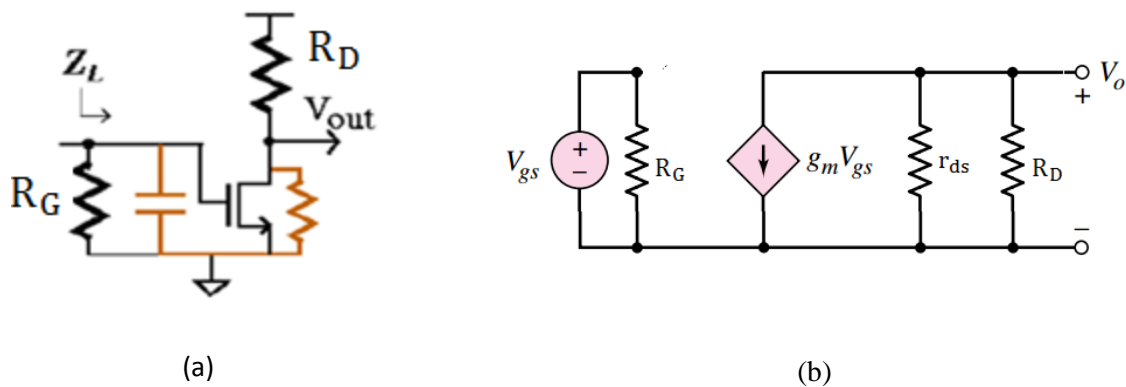 R_D
Z_L
V_out
R_G
(a)
V_gs
+
−
R_G
g_mV_gs
r_ds
R_D
V_o
+
−
(b)